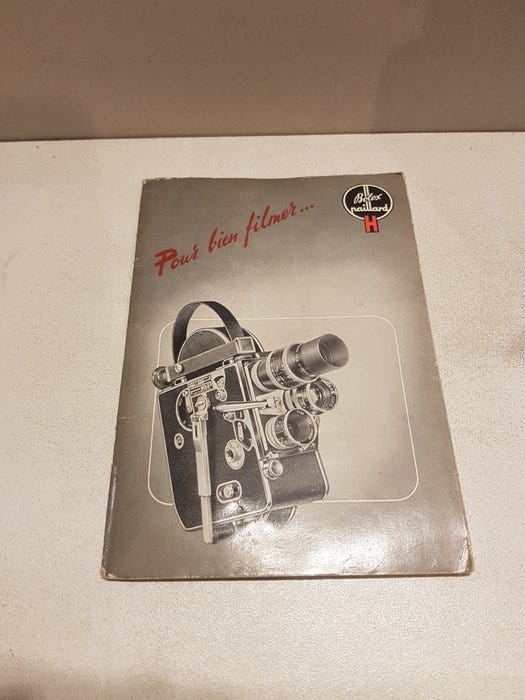 Bolex
paillard
H
Pour bien filmer...